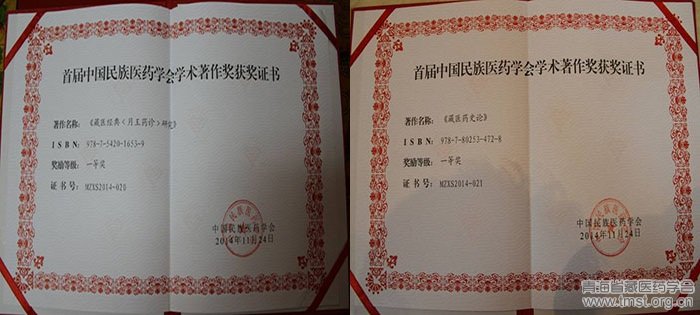 首届中国民族医药学会学术著作奖获奖证书
著作名称：《藏医经典〈月王药诊〉研究》
ISBN：978-7-5420-1653-9
奖励等级：一等奖
证书号：MZXS2014-020
中国民族医药学会
2014年11月24日
首届中国民族医药学会学术著作奖获奖证书
著作名称：《藏医药史论》
ISBN：978-7-80253-472-8
奖励等级：一等奖
证书号：MZXS2014-021
中国民族医药学会
2014年11月24日
青海省藏医药学会
www.tmst.org.cn